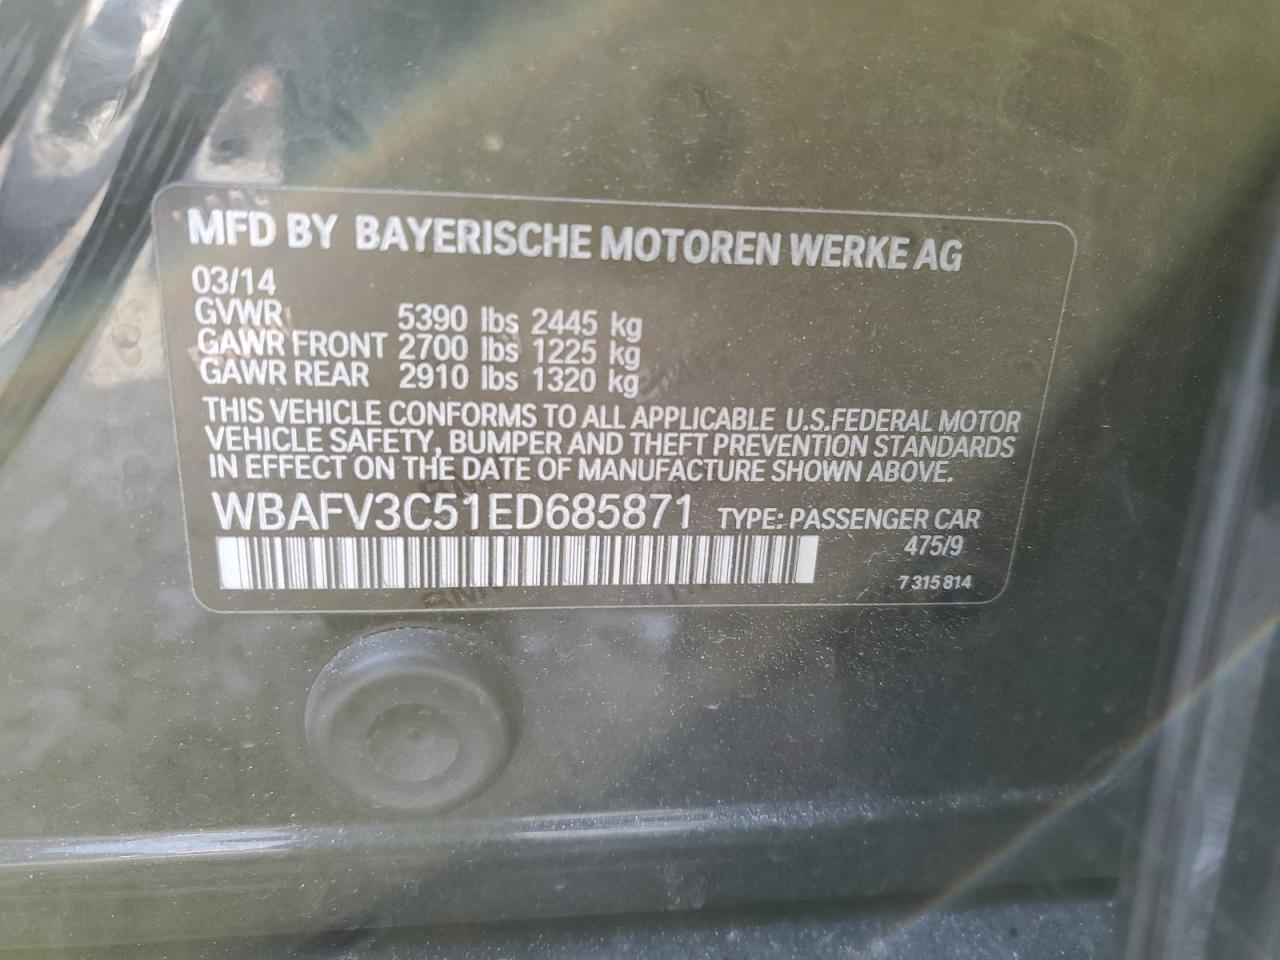 MFD BY BAYERISCHE MOTOREN WERKE AG
03/14
GVWR 5390 lbs 2445 kg
GAWR FRONT 2700 lbs 1225 kg
GAWR REAR 2910 lbs 1320 kg
THIS VEHICLE CONFORMS TO ALL APPLICABLE U.S.FEDERAL MOTOR
VEHICLE SAFETY, BUMPER AND THEFT PREVENTION STANDARDS
IN EFFECT ON THE DATE OF MANUFACTURE SHOWN ABOVE.
WBAFV3C51ED685871 TYPE: PASSENGER CAR
475/9
7 315 814